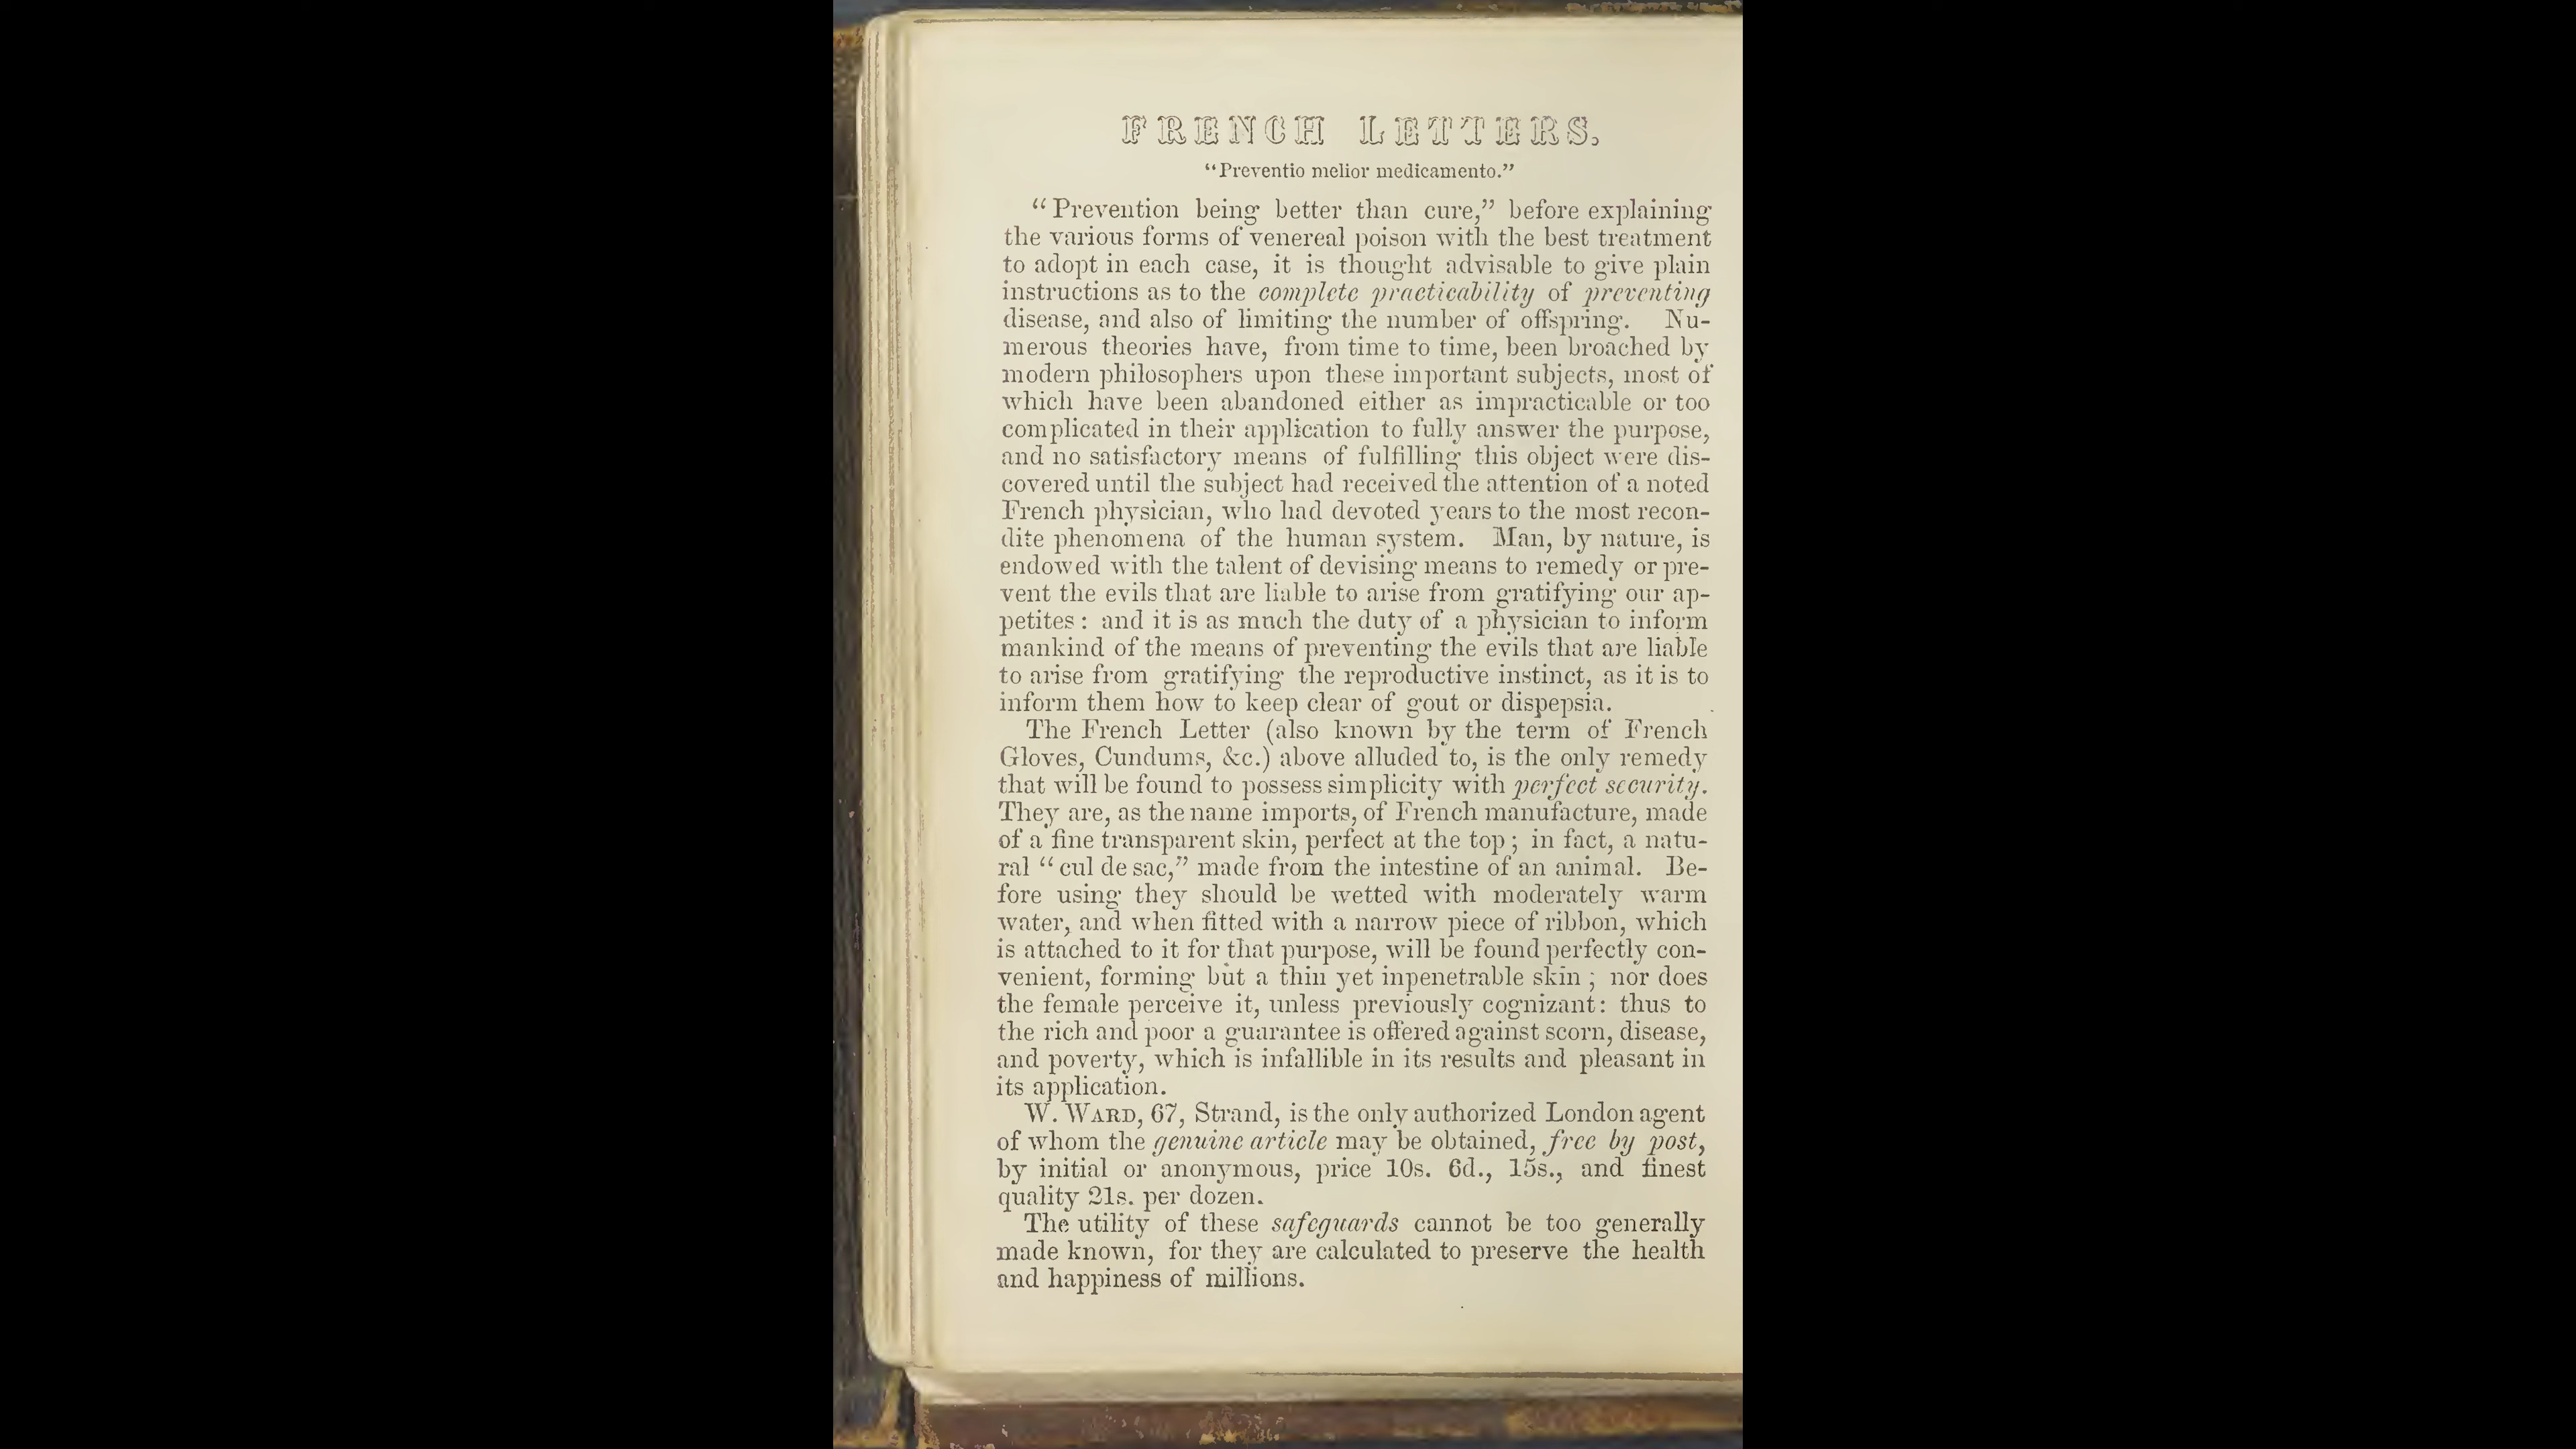 FRENCH LETTERS.
“Preventio melior medicamento.”
“Prevention being better than cure,” before explaining
the various forms of venereal poison with the best treatment
to adopt in each case, it is thought advisable to give plain
instructions as to the complete practicability of preventing
disease, and also of limiting the number of offspring. Nu-
merous theories have, from time to time, been broached by
modern philosophers upon these important subjects, most of
which have been abandoned either as impracticable or too
complicated in their application to fully answer the purpose,
and no satisfactory means of fulfilling this object were dis-
covered until the subject had received the attention of a noted
French physician, who had devoted years to the most recon-
dite phenomena of the human system. Man, by nature, is
endowed with the talent of devising means to remedy or pre-
vent the evils that are liable to arise from gratifying our ap-
petites: and it is as much the duty of a physician to inform
mankind of the means of preventing the evils that are liable
to arise from gratifying the reproductive instinct, as it is to
inform them how to keep clear of gout or dispepsia.
The French Letter (also known by the term of French
Gloves, Cundums, &c.) above alluded to, is the only remedy
that will be found to possess simplicity with perfect security.
They are, as the name imports, of French manufacture, made
of a fine transparent skin, perfect at the top; in fact, a natu-
ral “cul de sac,” made from the intestine of an animal. Be-
fore using they should be wetted with moderately warm
water, and when fitted with a narrow piece of ribbon, which
is attached to it for that purpose, will be found perfectly con-
venient, forming but a thin yet inpenetrable skin; nor does
the female perceive it, unless previously cognizant: thus to
the rich and poor a guarantee is offered against scorn, disease,
and poverty, which is infallible in its results and pleasant in
its application.
W. WARD, 67, Strand, is the only authorized London agent
of whom the genuine article may be obtained, free by post,
by initial or anonymous, price 10s. 6d., 15s., and finest
quality 21s. per dozen.
The utility of these safeguards cannot be too generally
made known, for they are calculated to preserve the health
and happiness of millions.